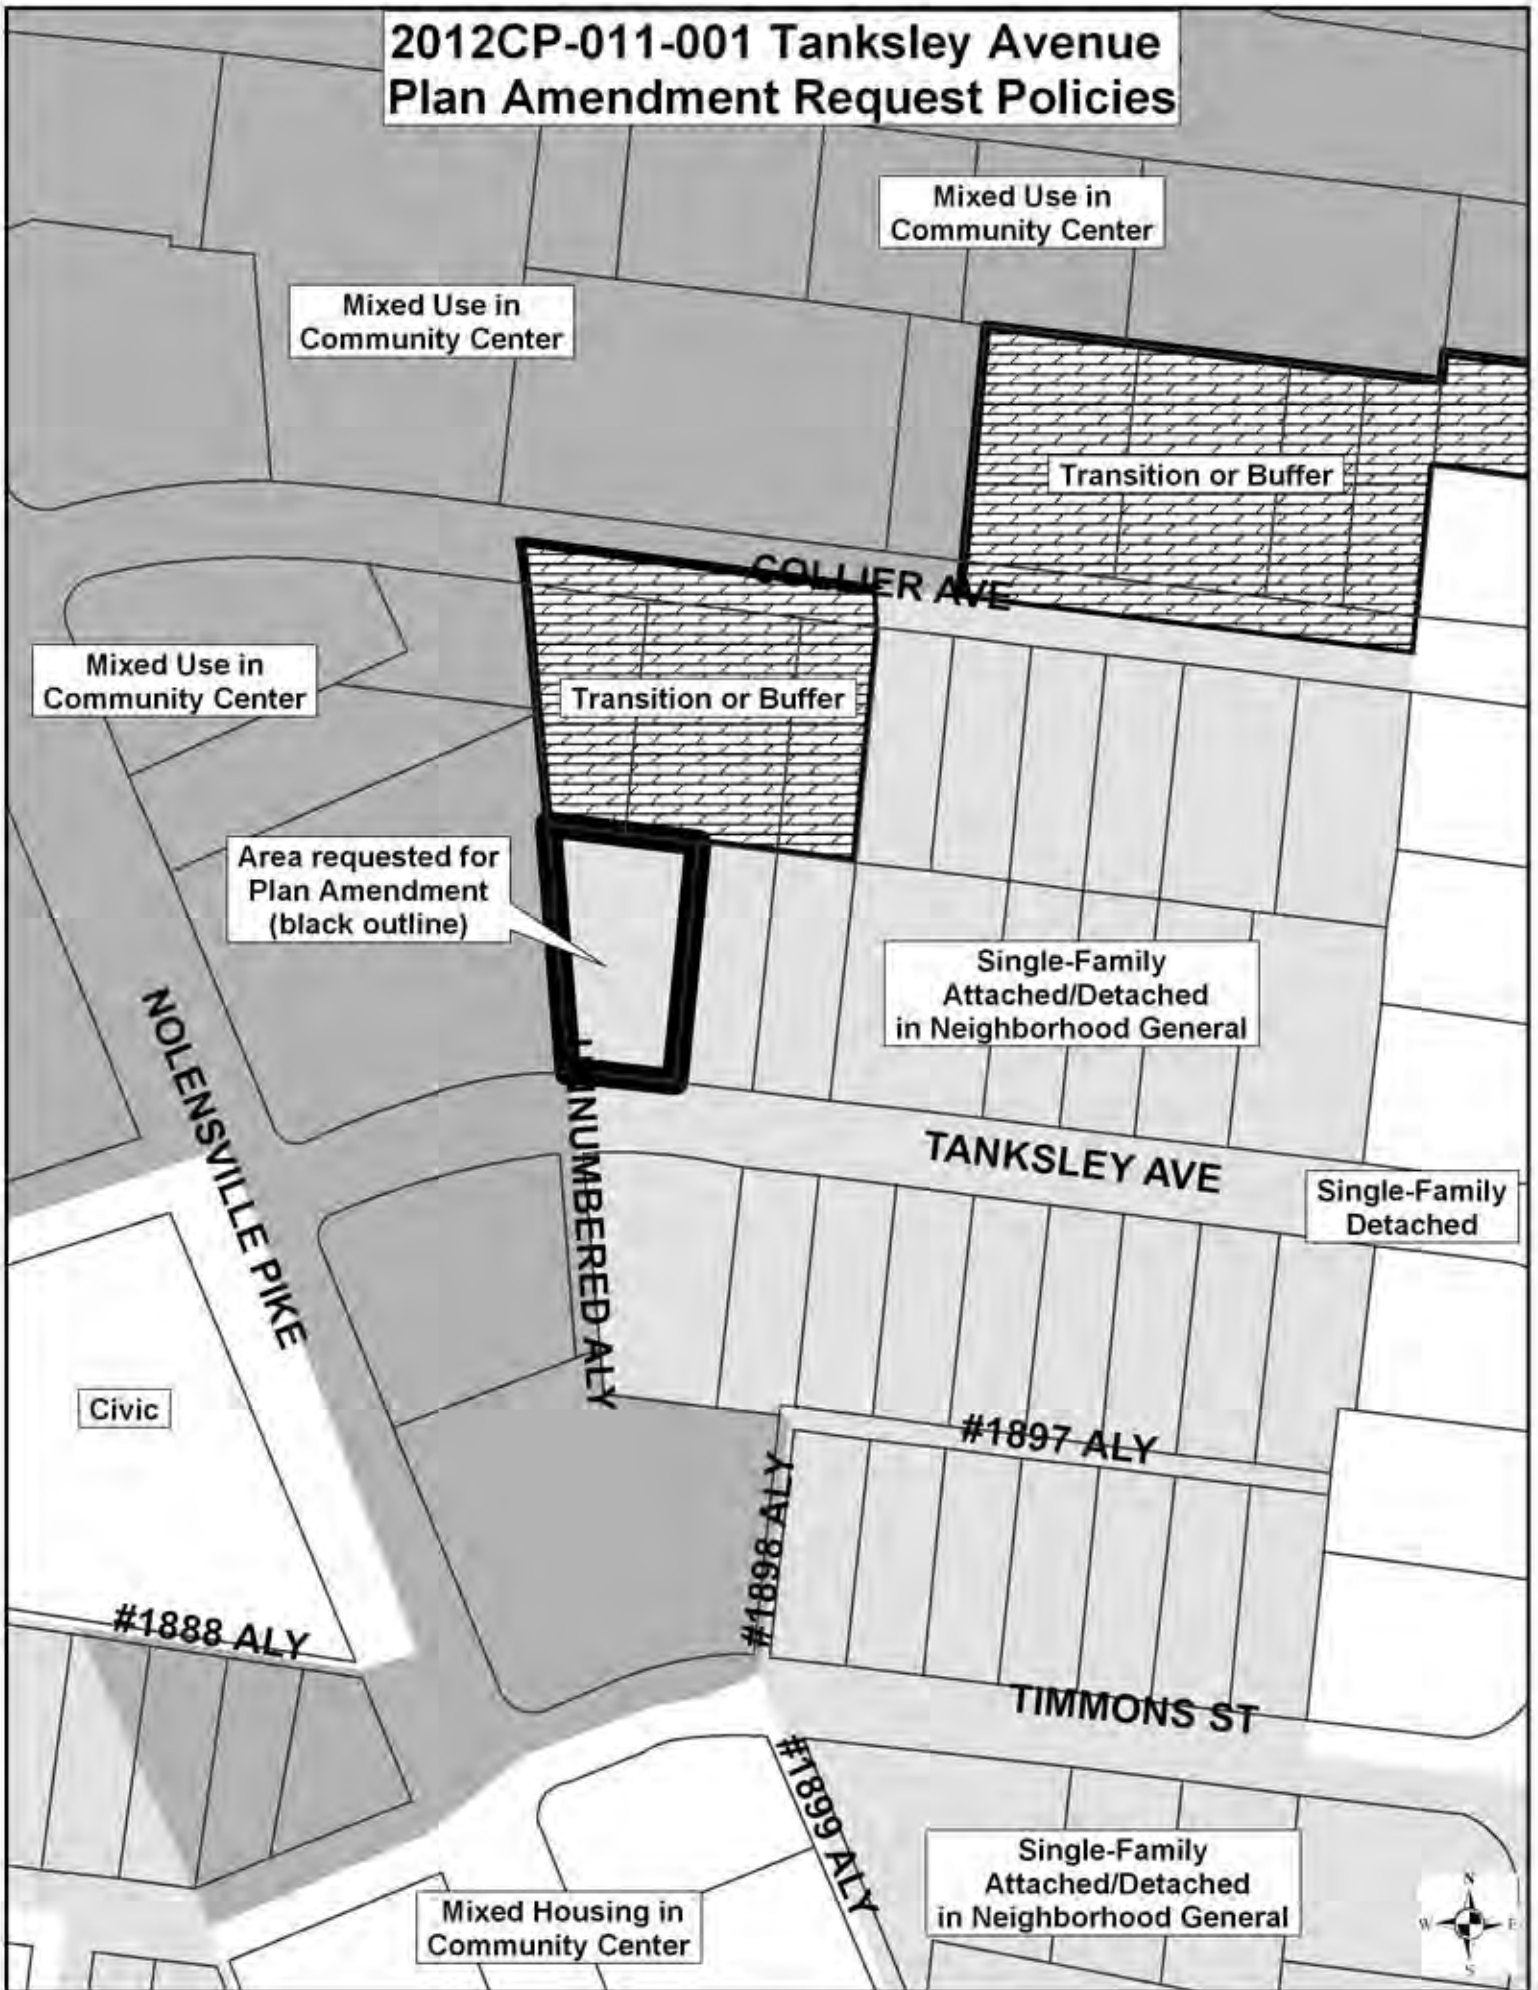 2012CP-011-001 Tanksley Avenue
Plan Amendment Request Policies
Mixed Use in
Community Center
Mixed Use in
Community Center
Transition or Buffer
COLLIER AVE
Mixed Use in
Community Center
Transition or Buffer
Area requested for
Plan Amendment
(black outline)
Single-Family
Attached/Detached
in Neighborhood General
NOLENSVILLE PIKE
UNNUMBERED ALY
TANKSLEY AVE
Single-Family
Detached
Civic
#1897 ALY
#1898 ALY
#1888 ALY
TIMMONS ST
#1899 ALY
Single-Family
Attached/Detached
in Neighborhood General
Mixed Housing in
Community Center
N
W
E
S